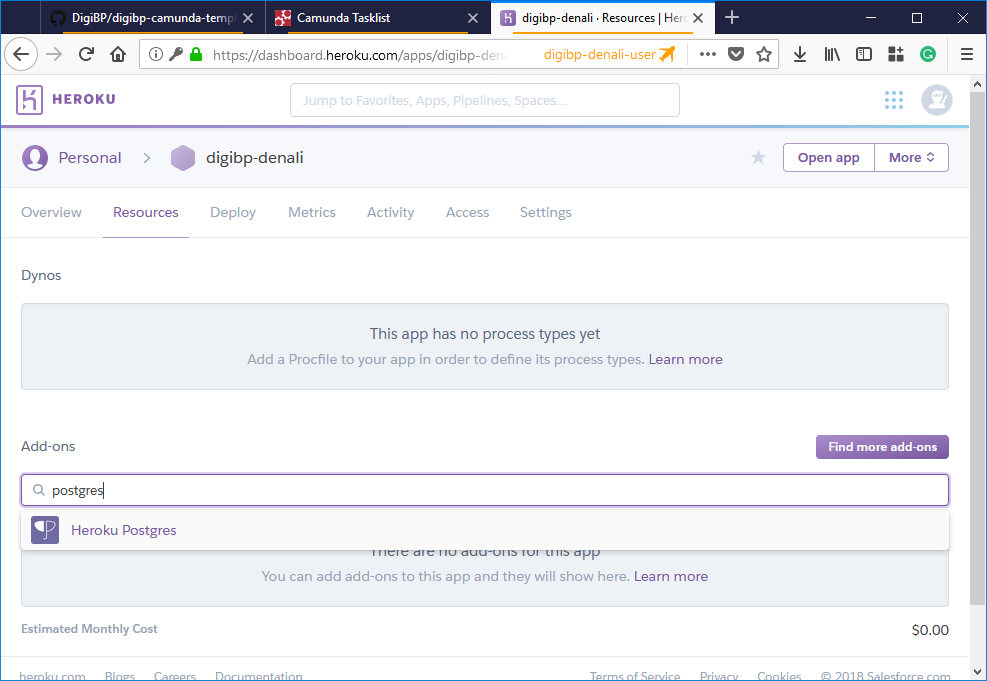 DigiBP/digibp-camunda-templ
Camunda Tasklist
digibp-denali · Resources | Hero
https://dashboard.heroku.com/apps/digibp-dena
digibp-denali-user
HEROKU
Jump to Favorites, Apps, Pipelines, Spaces...
Personal
digibp-denali
Open app
More
Overview
Resources
Deploy
Metrics
Activity
Access
Settings
Dynos
This app has no process types yet
Add a Procfile to your app in order to define its process types. Learn more
Add-ons
Find more add-ons
postgres
Heroku Postgres
There are no add-ons for this app
You can add add-ons to this app and they will show here. Learn more
Estimated Monthly Cost
$0.00
heroku.com
Blogs
Careers
Documentation
Terms of Service
Privacy
Cookies
© 2018 Salesforce.com